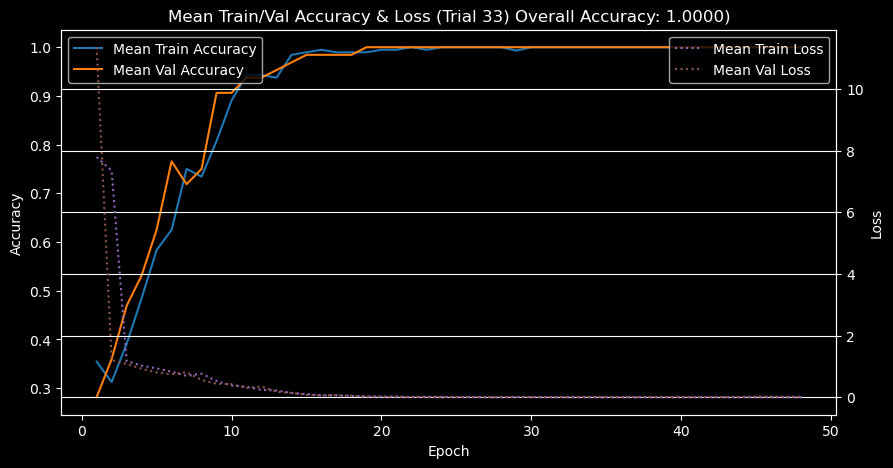 Mean Train/Val Accuracy & Loss (Trial 33) Overall Accuracy: 1.0000)
Mean Train Accuracy
Mean Val Accuracy
Mean Train Loss
Mean Val Loss
Accuracy
1.0
0.9
0.8
0.7
0.6
0.5
0.4
0.3
10
8
6
4
2
0
Loss
0 10 20 30 40 50
Epoch